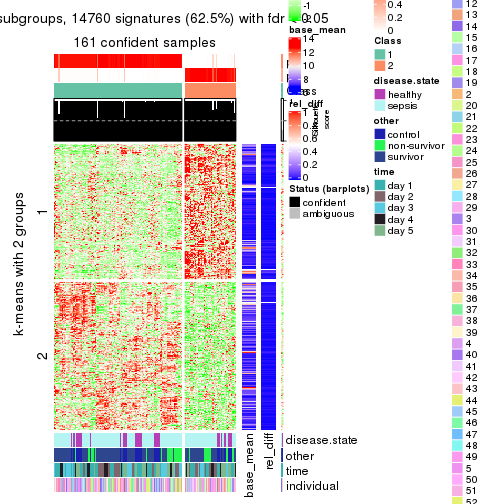 subgroups, 14760 signatures (62.5%) with fdr < 0.05
161 confident samples
k-means with 2 groups
1
2
base_mean
rel_diff
disease.state
other
time
individual
-1
base_mean
14
12
10
8
6
rel_diff
1
0.8
0.6
0.4
0.2
0
Status (barplots)
confident
ambiguous
score
0.4
0.2
0
Class
1
2
disease.state
healthy
sepsis
other
control
non-survivor
survivor
time
day 1
day 2
day 3
day 4
day 5
12
13
14
15
16
17
18
19
2
20
21
22
23
24
25
26
27
28
29
3
30
31
32
33
34
35
36
37
38
39
4
40
41
42
43
44
45
46
47
48
49
5
50
51
52